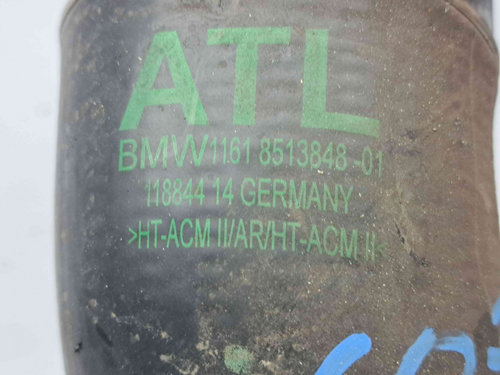 ATL
BMW 1161 8513848 -01
118844 14 GERMANY
>HT-ACM II/AR/HT-ACM II<